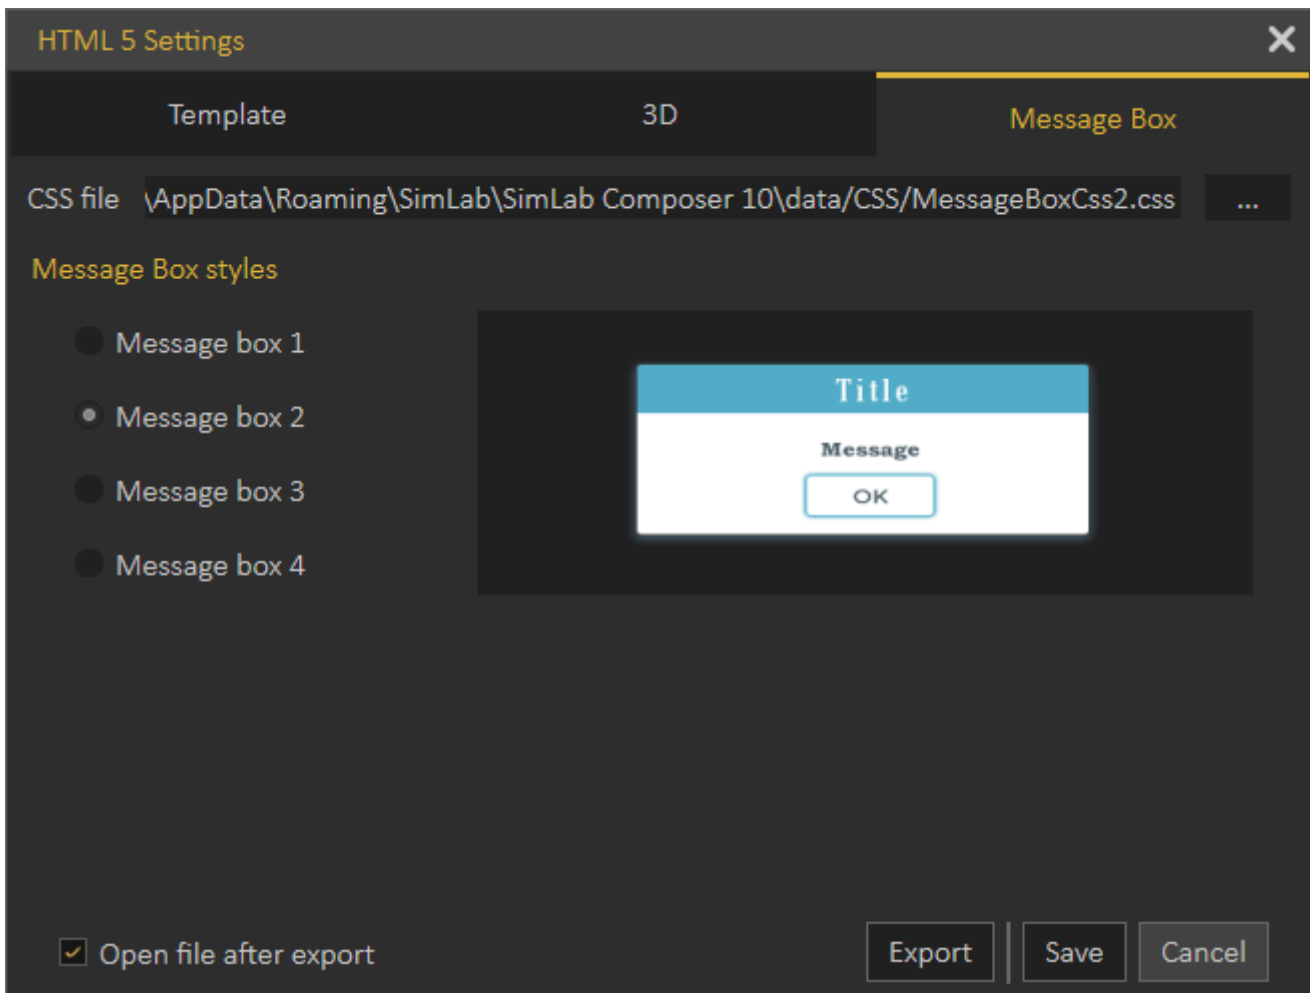 HTML 5 Settings
Template 3D Message Box
CSS file \AppData\Roaming\SimLab\SimLab Composer 10\data/CSS/MessageBoxCss2.css ...
Message Box styles
Message box 1
Message box 2
Message box 3
Message box 4
Title
Message
OK
Open file after export Export Save Cancel